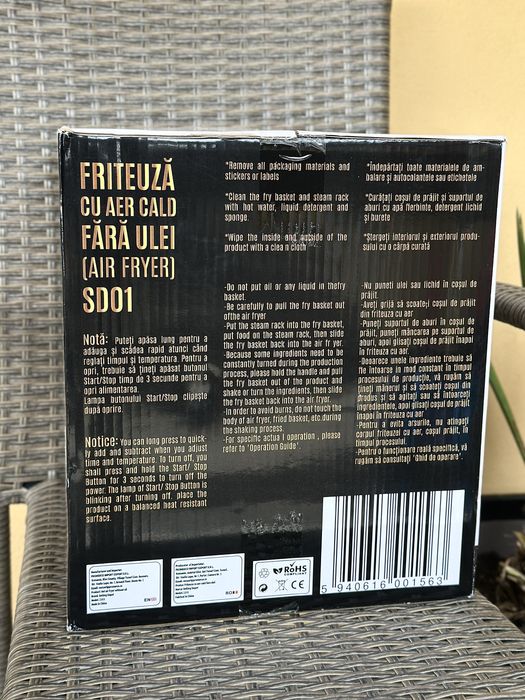 FRITEUZĂ
CU AER CALD
FĂRĂ ULEI
(AIR FRYER)
SD01
Notă: Puteți apăsa lung pentru a
adăuga și scădea rapid atunci când
reglați timpul și temperatura. Pentru a
opri, trebuie să țineți apăsat butonul
Start/Stop timp de 3 secunde pentru a
opri alimentarea.
Lampa butonului Start/Stop clipește
după oprire.
Notice: You can long press to quick-
ly add and subtract when you adjust
time and temperature. To turn off, you
shall press and hold the Start/ Stop
Button for 3 seconds to turn off the
power. The lamp of Start/ Stop Button is
blinking after turning off, place the
product on a balanced heat resistant
surface.
*Remove all packaging materials and
stickers or labels
*Clean the fry basket and steam rack
with hot water, liquid detergent and
sponge.
*Wipe the inside and outside of the
product with a clea n cloth
-Do not put oil or any liquid in thefry
basket.
-Be carefully to pull the fry basket out
ofthe air fryer
-Put the steam rack into the fry basket,
put food on the steam rack, then slide
the fry basket back into the air fr yer.
-Because some ingredients need to be
constantly turned during the production
process, please hold the handle and pull
the fry basket out of the product and
shake or turn the ingredients, then slide
the fry basket back into the air fryer.
-In order to avoid burns, do not touch the
body of air fryer, fried basket, etc during
the shaking process
-For specific actua l operation , please
refer to 'Operation Guide'.
*Îndepărtați toate materialele de am-
balare și autocolantele sau etichetele
*Curățați coșul de prăjit și suportul de
aburi cu apă fierbinte, detergent lichid
și burete
*Ștergeți interiorul și exteriorul produ-
sului cu o cârpă curată
-Nu puneți ulei sau lichid în coșul de
prăjit.
-Aveți grijă să scoateți coșul de prăjit
din friteuza cu aer
-Puneți suportul de aburi în coșul de
prăjit, puneți mâncarea pe suportul de
aburi, apoi glisați coșul de prăjit înapoi
în friteuza cu aer
-Deoarece unele ingrediente trebuie să
fie întoarse in mod constant în timpul
procesului de producție, vă rugăm să
țineți mânerul și să scoateți coșul
din produs
și să agitați sau să întoarceți
ingredientele, apoi glisați coșul de prăjit
înapoi în friteuza cu aer
-Pentru a evita arsurile, nu atingeți
corpul friteuzei cu aer, coșul prăjit, în
timpul procesului
-Pentru o funcționare reală specifică, vă
rugăm să consultați 'Ghid de operare'.
EN
RO
RoHS
CE
5 940616 001563